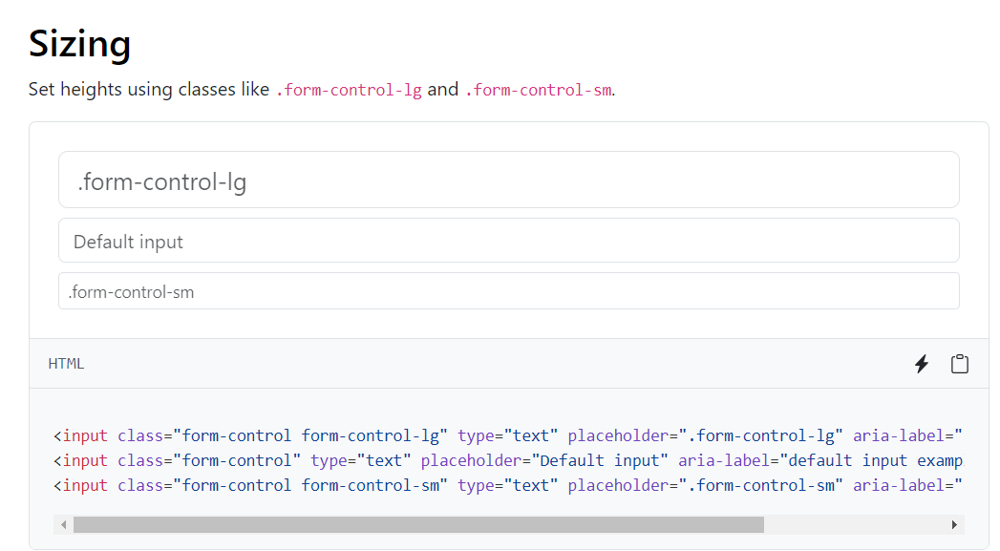 Sizing
Set heights using classes like .form-control-lg and .form-control-sm.
.form-control-lg
Default input
.form-control-sm
HTML
<input class="form-control form-control-lg" type="text" placeholder=".form-control-lg" aria-label="
<input class="form-control" type="text" placeholder="Default input" aria-label="default input examp
<input class="form-control form-control-sm" type="text" placeholder=".form-control-sm" aria-label="